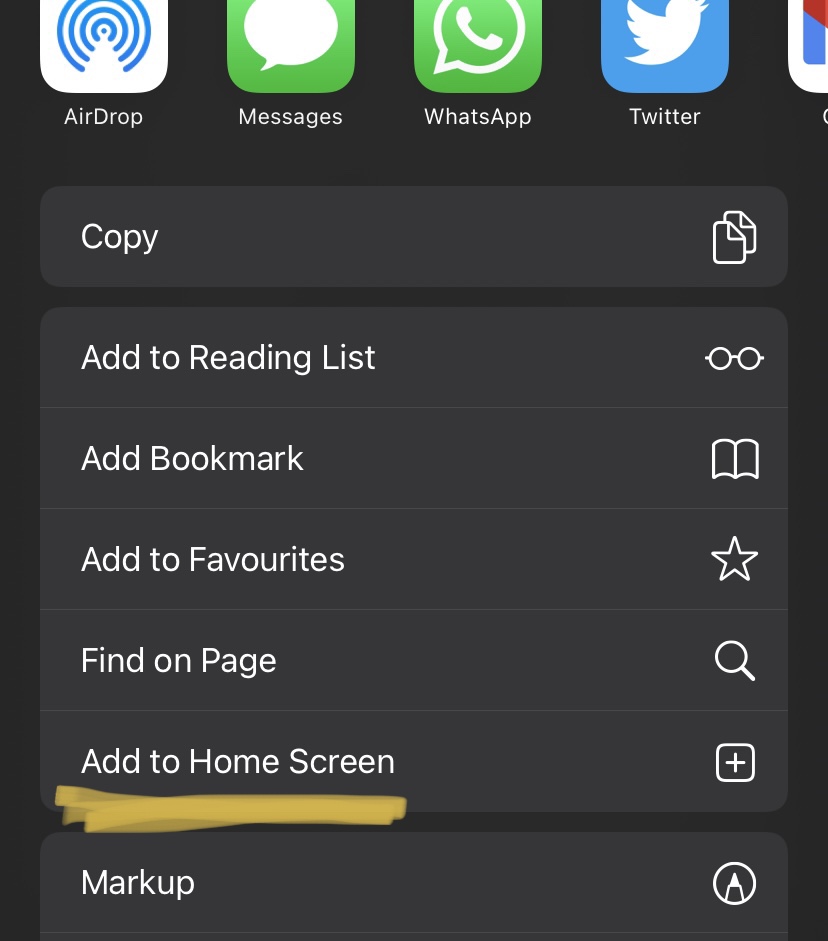 AirDrop Messages WhatsApp Twitter
Copy
Add to Reading List
Add Bookmark
Add to Favourites
Find on Page
Add to Home Screen
Markup